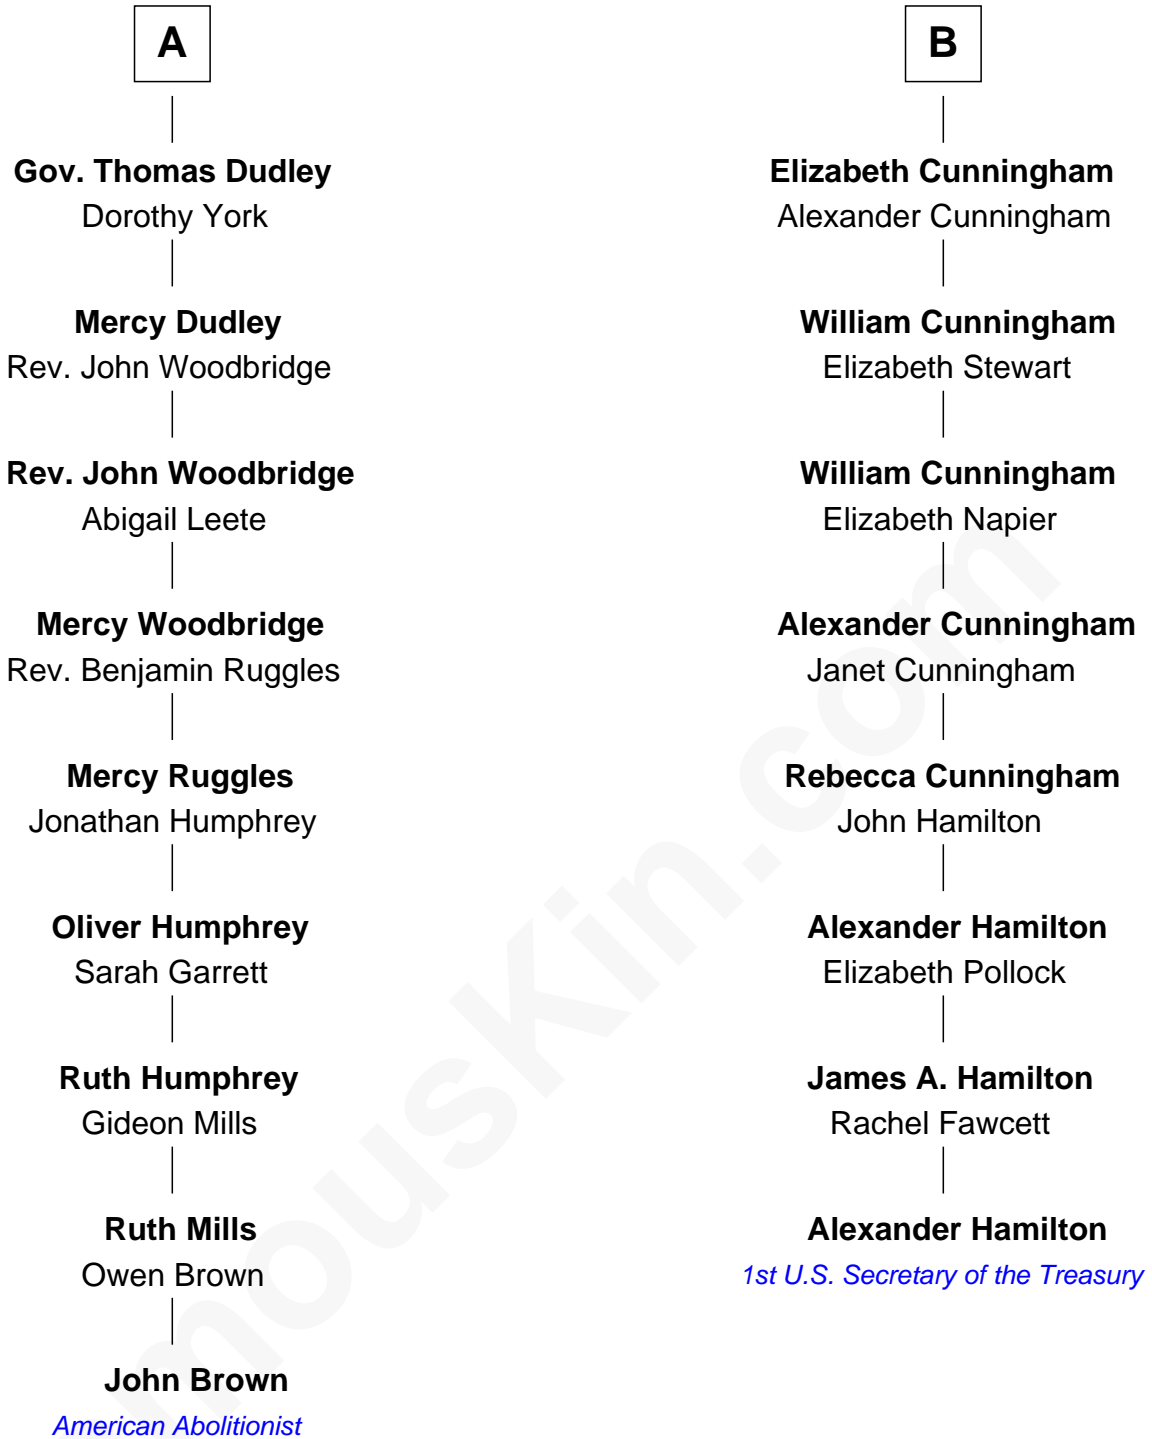 A
Gov. Thomas Dudley
Dorothy York
Mercy Dudley
Rev. John Woodbridge
Rev. John Woodbridge
Abigail Leete
Mercy Woodbridge
Rev. Benjamin Ruggles
Mercy Ruggles
Jonathan Humphrey
Oliver Humphrey
Sarah Garrett
Ruth Humphrey
Gideon Mills
Ruth Mills
Owen Brown
John Brown
American Abolitionist
B
Elizabeth Cunningham
Alexander Cunningham
William Cunningham
Elizabeth Stewart
William Cunningham
Elizabeth Napier
Alexander Cunningham
Janet Cunningham
Rebecca Cunningham
John Hamilton
Alexander Hamilton
Elizabeth Pollock
James A. Hamilton
Rachel Fawcett
Alexander Hamilton
1st U.S. Secretary of the Treasury
mouskin.com